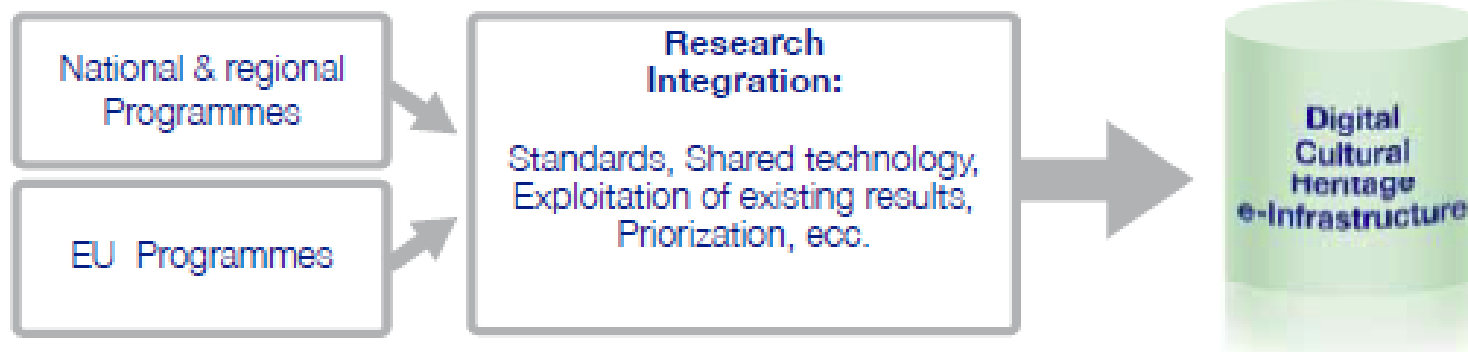 National & regional
Programmes
EU Programmes
Research
Integration:
Standards, Shared technology,
Exploitation of existing results,
Priorization, ecc.
Digital
Cultural
Heritage
e-Infrastructure